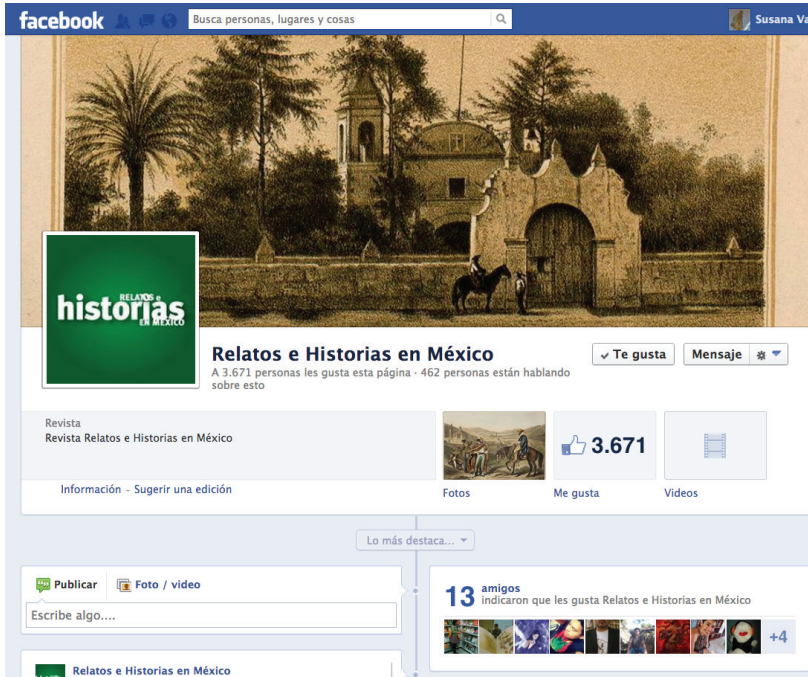 facebook
Busca personas, lugares y cosas
Susana Va
RELATOS e
historias
EN MÉXICO
Relatos e Historias en México
A 3.671 personas les gusta esta página · 462 personas están hablando
sobre esto
Te gusta
Mensaje
Revista
Revista Relatos e Historias en México
3.671
Información - Sugerir una edición
Fotos
Me gusta
Videos
Lo más destaca...
Publicar
Foto / video
Escribe algo....
13 amigos
indicaron que les gusta Relatos e Historias en México
+4
Relatos e Historias en México